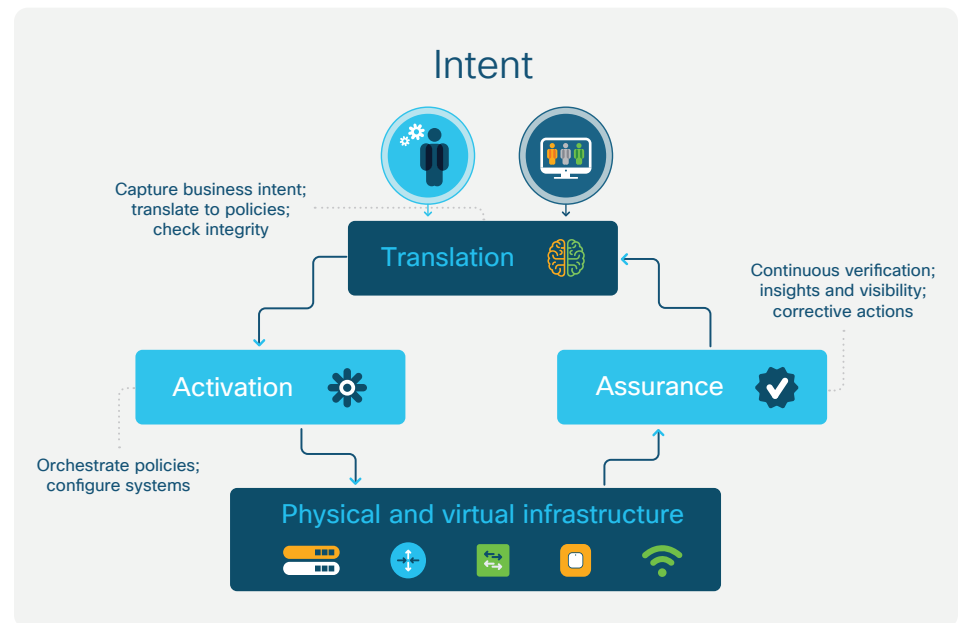 Intent
Capture business intent;
translate to policies;
check integrity
Translation
Continuous verification;
insights and visibility;
corrective actions
Activation
Assurance
Orchestrate policies;
configure systems
Physical and virtual infrastructure